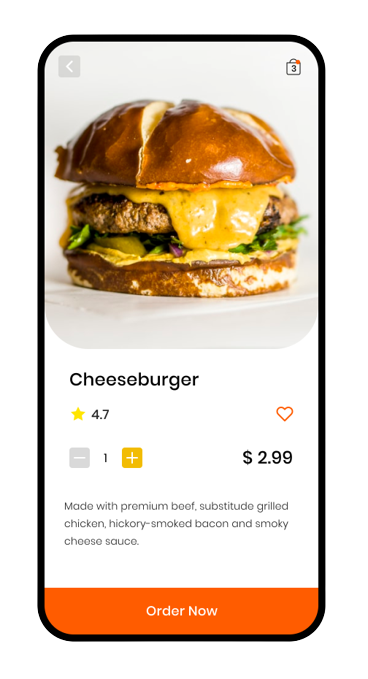 3
Cheeseburger
4.7
1
$ 2.99
Made with premium beef, substitude grilled
chicken, hickory-smoked bacon and smoky
cheese sauce.
Order Now